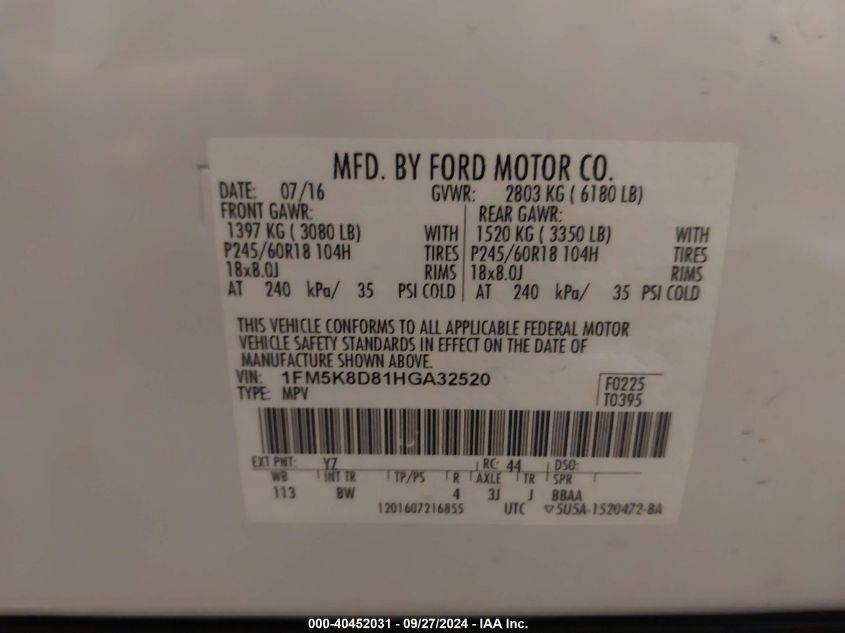 MFD. BY FORD MOTOR CO.
DATE: 07/16 GVWR: 2803 KG ( 6180 LB)
FRONT GAWR: REAR GAWR:
1397 KG ( 3080 LB) WITH 1520 KG ( 3350 LB) WITH
P245/60R18 104H TIRES P245/60R18 104H TIRES
18x8.0J RIMS 18x8.0J RIMS
AT 240 kPa/ 35 PSI COLD AT 240 kPa/ 35 PSI COLD
THIS VEHICLE CONFORMS TO ALL APPLICABLE FEDERAL MOTOR
VEHICLE SAFETY STANDARDS IN EFFECT ON THE DATE OF
MANUFACTURE SHOWN ABOVE.
VIN: 1FM5K8D81HGA32520 F0225
TYPE: MPV T0395
EXT PNT: YZ RC: 44 DSO:
WB INT TR TP/PS R AXLE TR SPR
113 BW 4 3J J BBAA
1201607216855 UTC ▽5U5A-1520472-BA
000-40452031 - 09/27/2024 - IAA Inc.